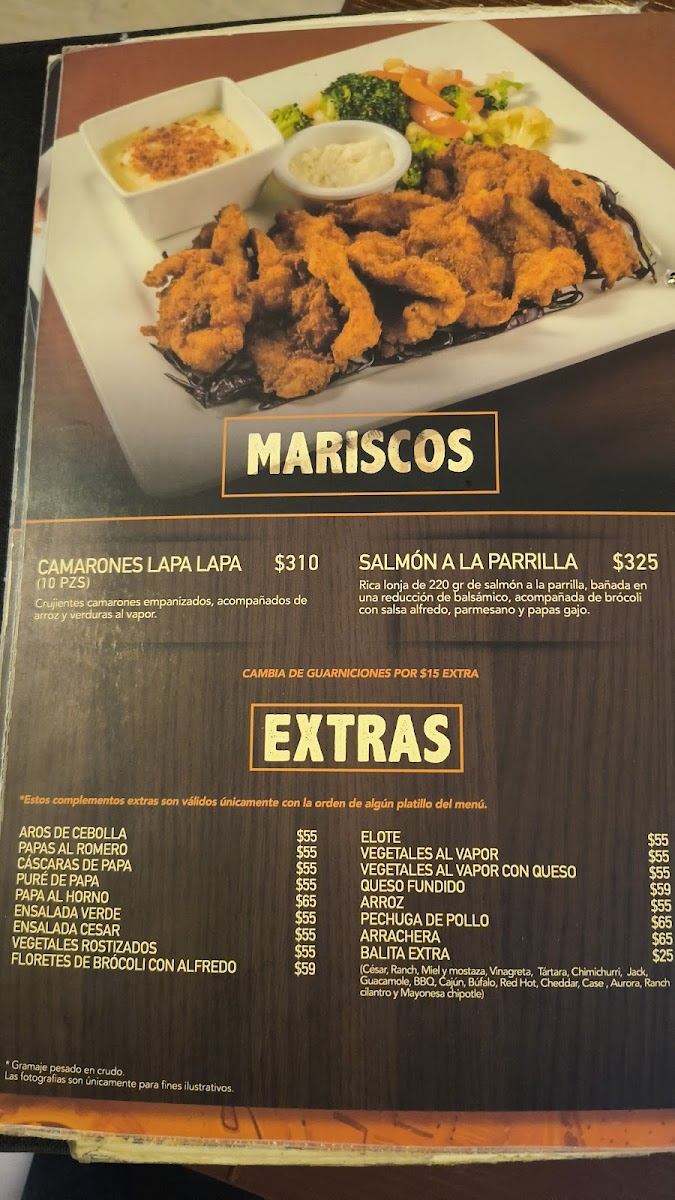 MARISCOS
CAMARONES LAPA LAPA $310
(10 PZS)
Crujientes camarones empanizados, acompañados de
arroz y verduras al vapor.
SALMÓN A LA PARRILLA $325
Rica lonja de 220 gr de salmón a la parrilla, bañada en
una reducción de balsámico, acompañada de brócoli
con salsa alfredo, parmesano y papas gajo.
CAMBIA DE GUARNICIONES POR $15 EXTRA
EXTRAS
*Estos complementos extras son válidos únicamente con la orden de algún platillo del menú.
AROS DE CEBOLLA $55
PAPAS AL ROMERO $55
CÁSCARAS DE PAPA $55
PURÉ DE PAPA $55
PAPA AL HORNO $65
ENSALADA VERDE $55
ENSALADA CESAR $55
VEGETALES ROSTIZADOS $55
FLORETES DE BRÓCOLI CON ALFREDO $59
ELOTE $55
VEGETALES AL VAPOR $55
VEGETALES AL VAPOR CON QUESO $55
QUESO FUNDIDO $59
ARROZ $55
PECHUGA DE POLLO $65
ARRACHERA $65
BALITA EXTRA $25
(César, Ranch, Miel y mostaza, Vinagreta, Tártara, Chimichurri, Jack,
Guacamole, BBQ, Cajún, Búfalo, Red Hot, Cheddar, Case , Aurora, Ranch
cilantro y Mayonesa chipotle)
* Gramaje pesado en crudo.
Las fotografias son únicamente para fines ilustrativos.